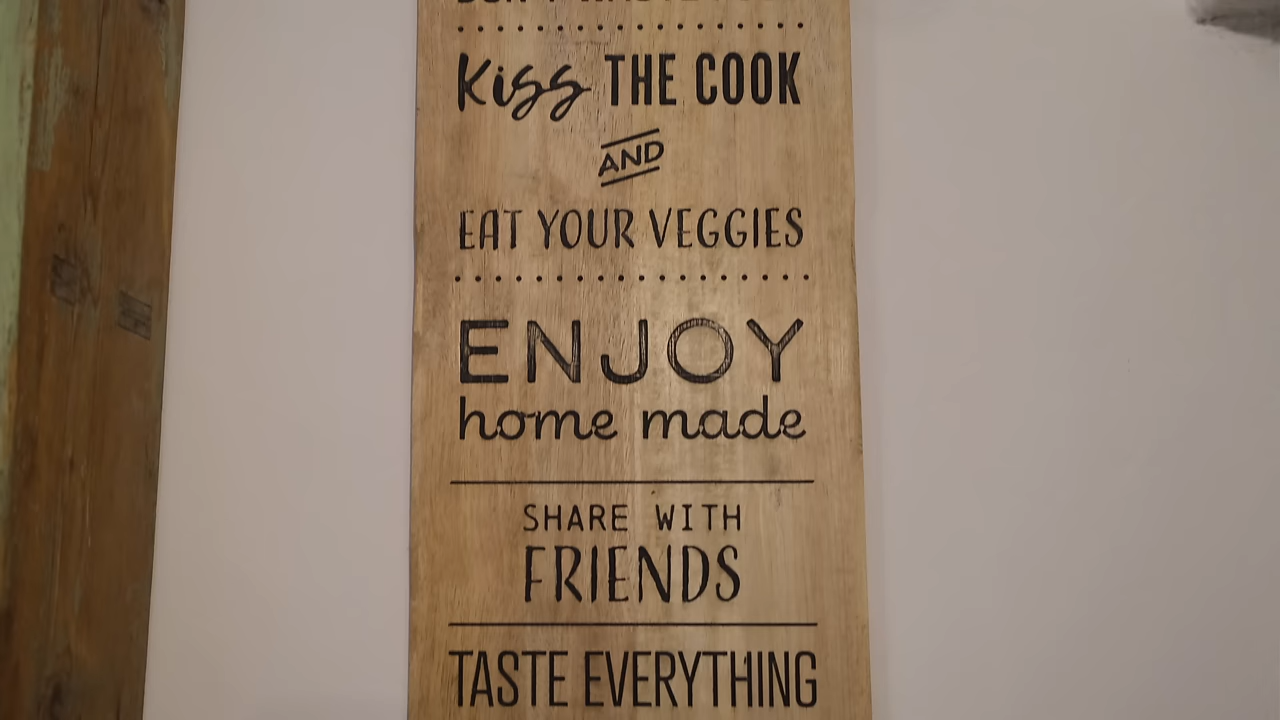 Kiss THE COOK
AND
EAT YOUR VEGGIES
ENJOY
home made
SHARE WITH
FRIENDS
TASTE EVERYTHING